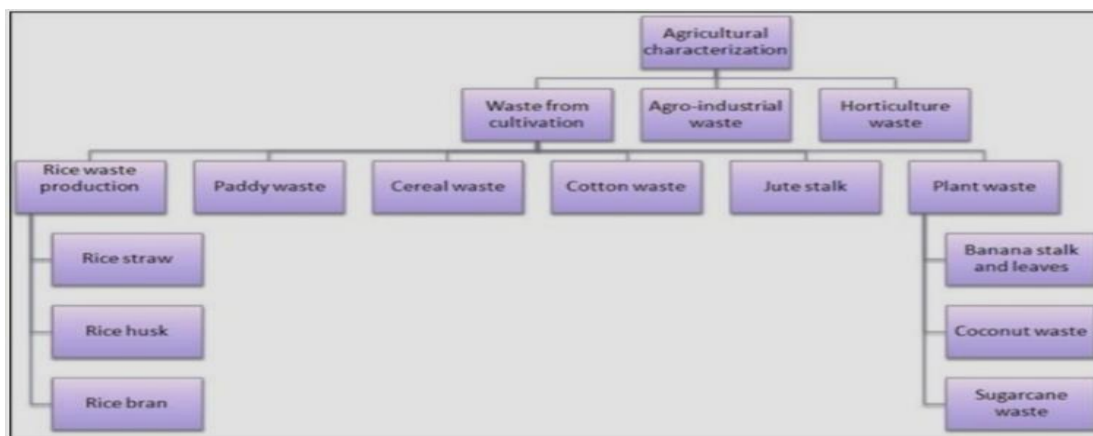 Agricultural
characterization
Waste from
cultivation
Agro-industrial
waste
Horticulture
waste
Rice waste
production
Paddy waste
Cereal waste
Cotton waste
Jute stalk
Plant waste
Rice straw
Banana stalk
and leaves
Rice husk
Coconut waste
Rice bran
Sugarcane
waste